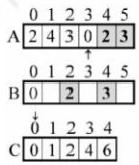 0 1 2 3 4 5
A 2 4 3 0 2 3
↑
0 1 2 3 4 5
B 0 2 3
↓
0 1 2 3 4
C 0 1 2 4 6